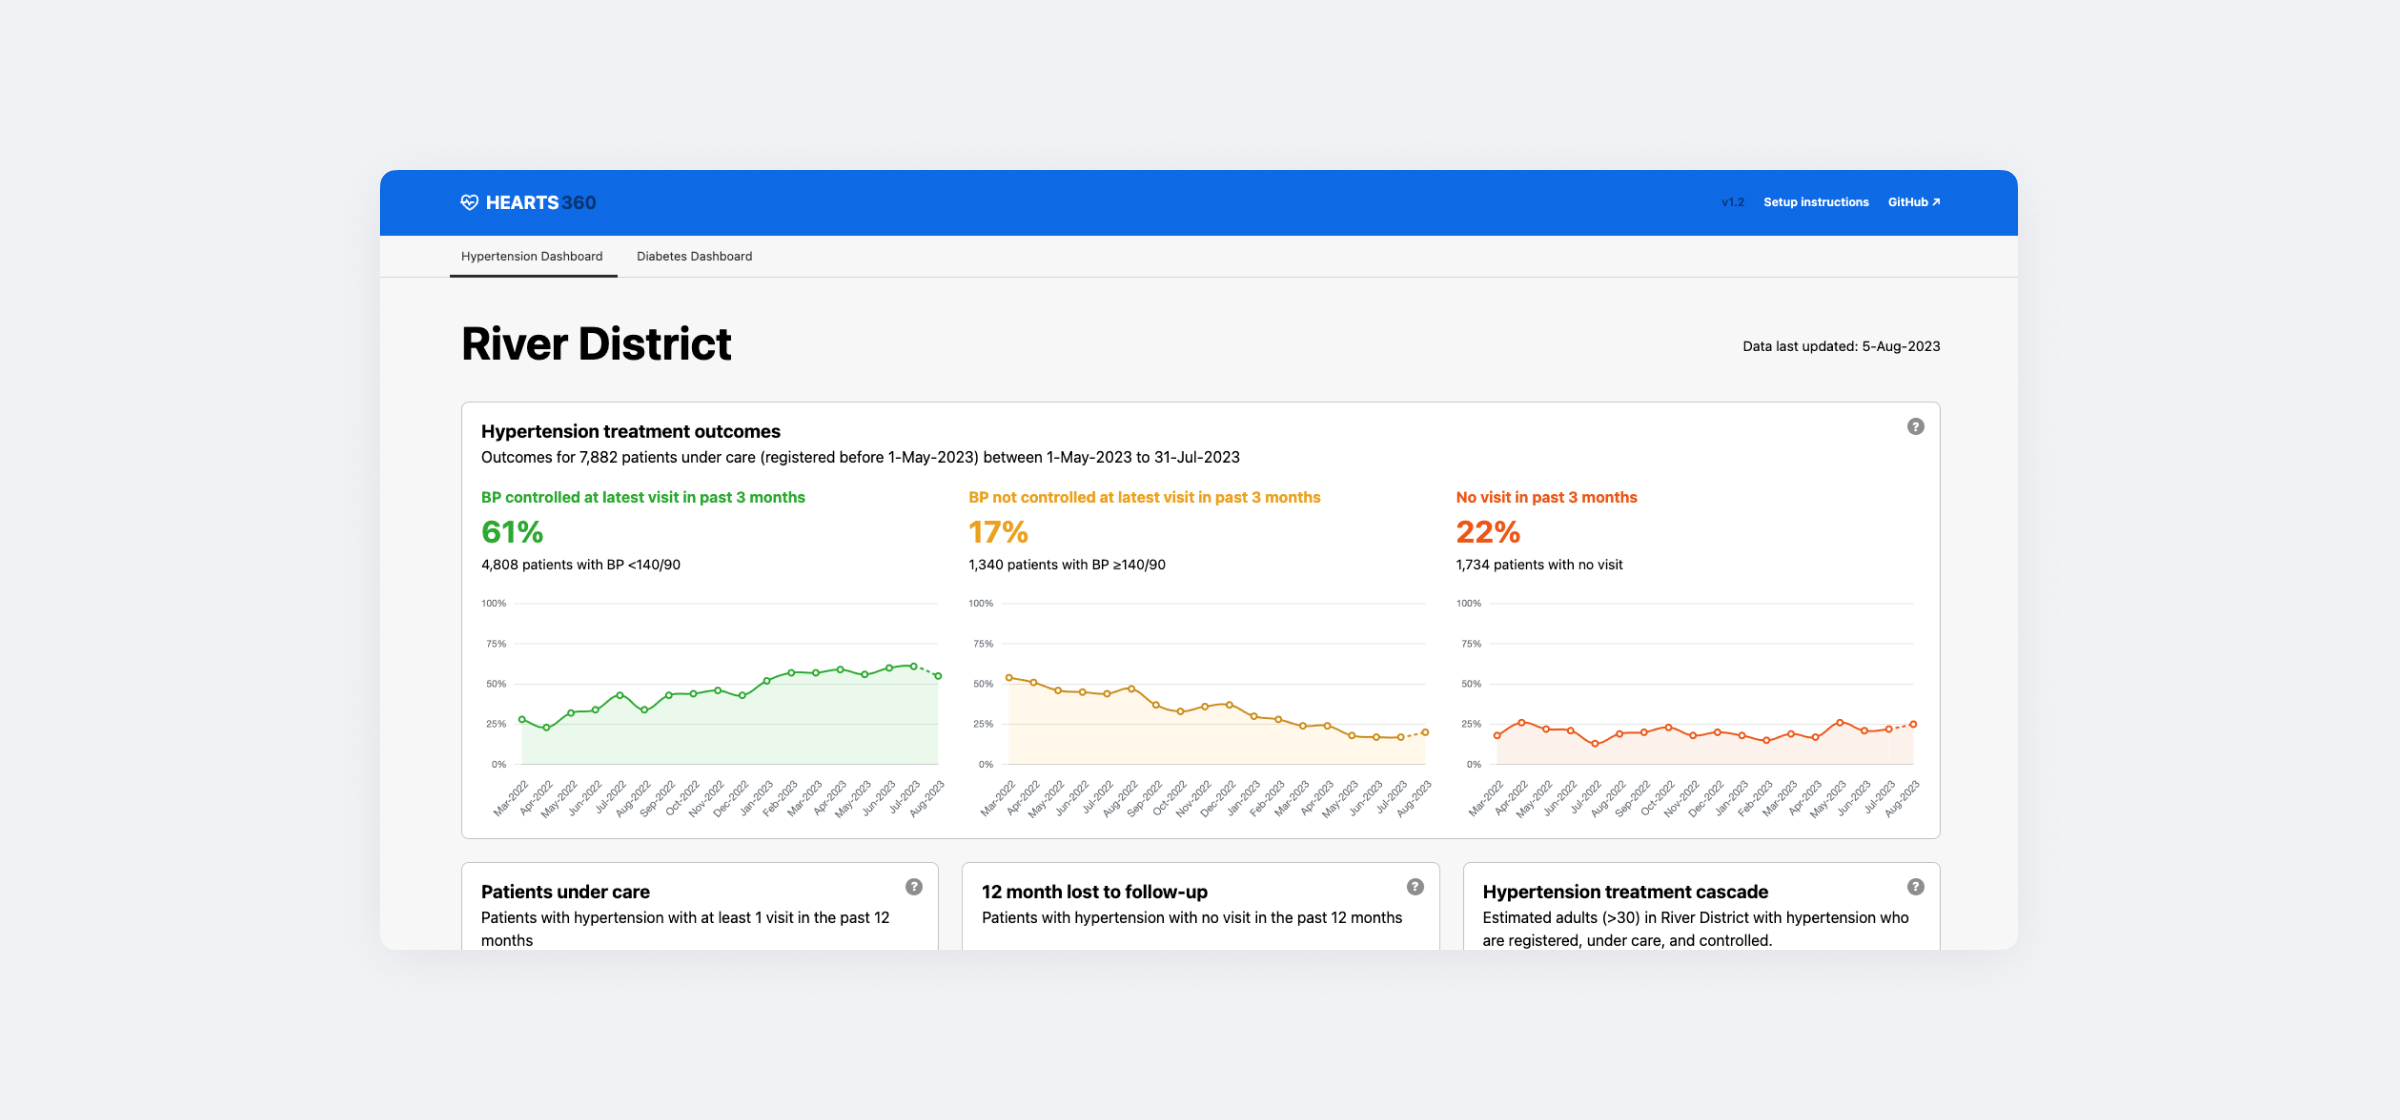 HEARTS360
v1.2 Setup instructions GitHub ↗
Hypertension Dashboard Diabetes Dashboard
River District
Data last updated: 5-Aug-2023
Hypertension treatment outcomes
?
Outcomes for 7,882 patients under care (registered before 1-May-2023) between 1-May-2023 to 31-Jul-2023
BP controlled at latest visit in past 3 months
61%
4,808 patients with BP <140/90
100%
75%
50%
25%
0%
Mar-2022
Apr-2022
May-2022
Jun-2022
Jul-2022
Aug-2022
Sep-2022
Oct-2022
Nov-2022
Dec-2022
Jan-2023
Feb-2023
Mar-2023
Apr-2023
May-2023
Jun-2023
Jul-2023
Aug-2023
BP not controlled at latest visit in past 3 months
17%
1,340 patients with BP ≥140/90
100%
75%
50%
25%
0%
Mar-2022
Apr-2022
May-2022
Jun-2022
Jul-2022
Aug-2022
Sep-2022
Oct-2022
Nov-2022
Dec-2022
Jan-2023
Feb-2023
Mar-2023
Apr-2023
May-2023
Jun-2023
Jul-2023
Aug-2023
No visit in past 3 months
22%
1,734 patients with no visit
100%
75%
50%
25%
0%
Mar-2022
Apr-2022
May-2022
Jun-2022
Jul-2022
Aug-2022
Sep-2022
Oct-2022
Nov-2022
Dec-2022
Jan-2023
Feb-2023
Mar-2023
Apr-2023
May-2023
Jun-2023
Jul-2023
Aug-2023
Patients under care
?
Patients with hypertension with at least 1 visit in the past 12
months
12 month lost to follow-up
?
Patients with hypertension with no visit in the past 12 months
Hypertension treatment cascade
?
Estimated adults (>30) in River District with hypertension who
are registered, under care, and controlled.